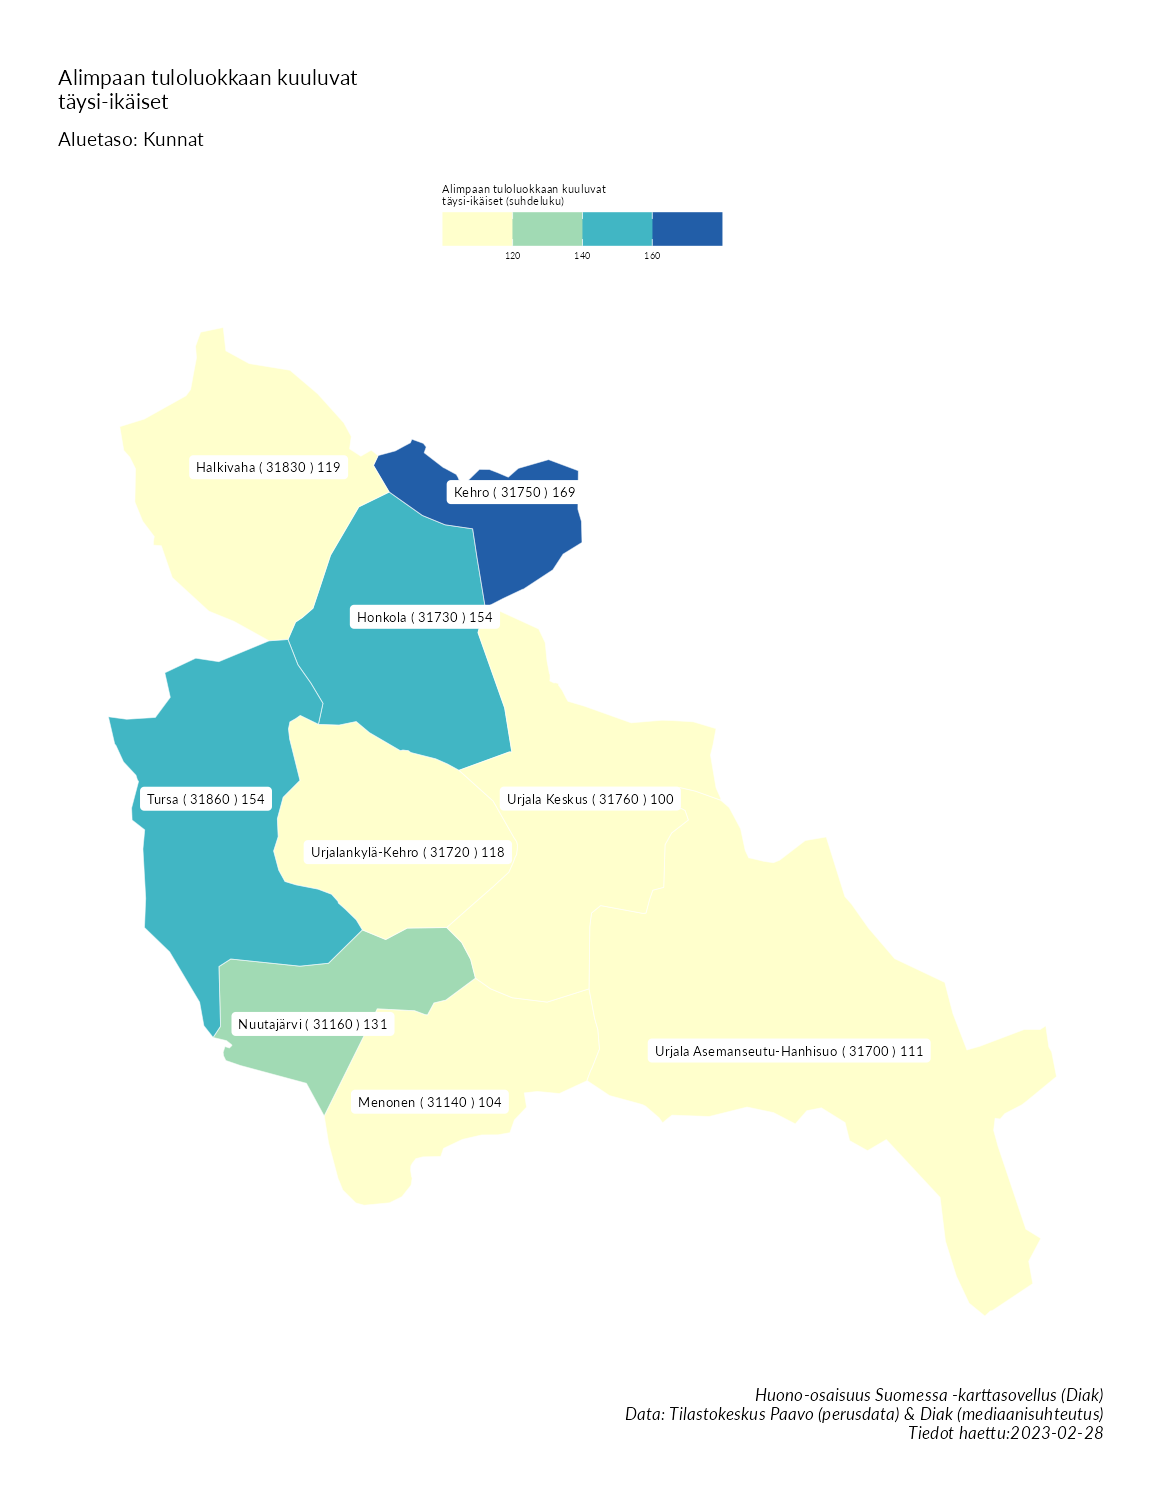 Alimpaan tuloluokkaan kuuluvat
täysi-ikäiset
Aluetaso: Kunnat
Alimpaan tuloluokkaan kuuluvat
täysi-ikäiset (suhdeluku)
120 140 160
Halkivaha ( 31830 ) 119
Kehro ( 31750 ) 169
Honkola ( 31730 ) 154
Tursa ( 31860 ) 154
Urjala Keskus ( 31760 ) 100
Urjalankylä-Kehro ( 31720 ) 118
Nuutajärvi ( 31160 ) 131
Urjala Asemanseutu-Hanhisuo ( 31700 ) 111
Menonen ( 31140 ) 104
Huono-osaisuus Suomessa -karttasovellus (Diak)
Data: Tilastokeskus Paavo (perusdata) & Diak (mediaanisuhteutus)
Tiedot haettu:2023-02-28